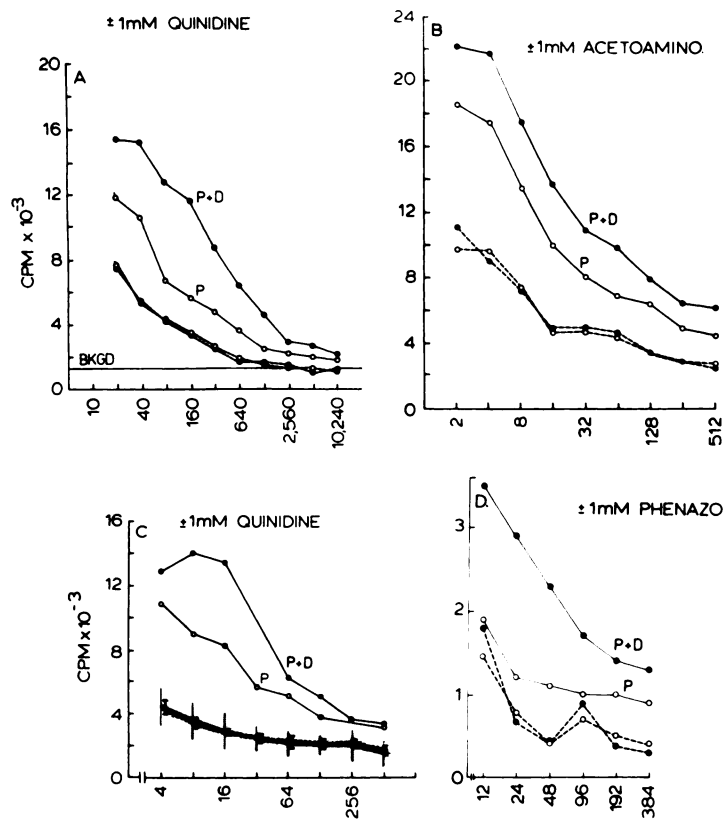 ± 1mM QUINIDINE
A
20
16
12
8
4
0
CPM x 10⁻³
P+D
P
BKGD
10
40
160
640
2,560
10,240
B
± 1mM ACETOAMINO.
24
20
16
12
8
4
0
P+D
P
2
8
32
128
512
C
± 1mM QUINIDINE
16
12
8
4
0
CPM x 10⁻³
P+D
P
4
16
64
256
D.
± 1mM PHENAZO
3
2
1
0
P+D
P
12
24
48
96
192
384